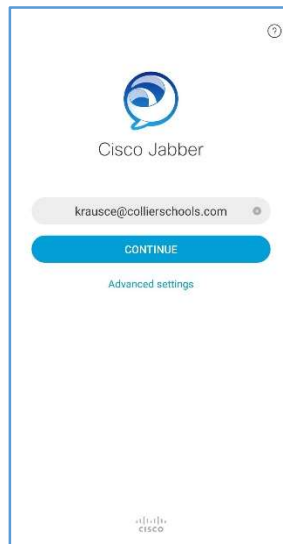 ?
Cisco Jabber
krausce@collierschools.com
CONTINUE
Advanced settings
CISCO